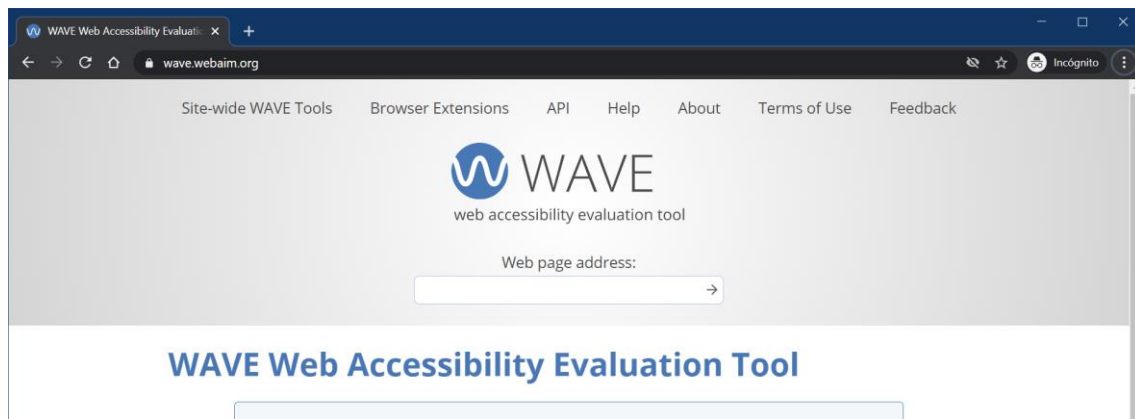 WAVE Web Accessibility Evaluatio
wave.webaim.org Incógnito
Site-wide WAVE Tools Browser Extensions API Help About Terms of Use Feedback
WAVE
web accessibility evaluation tool
Web page address:
WAVE Web Accessibility Evaluation Tool